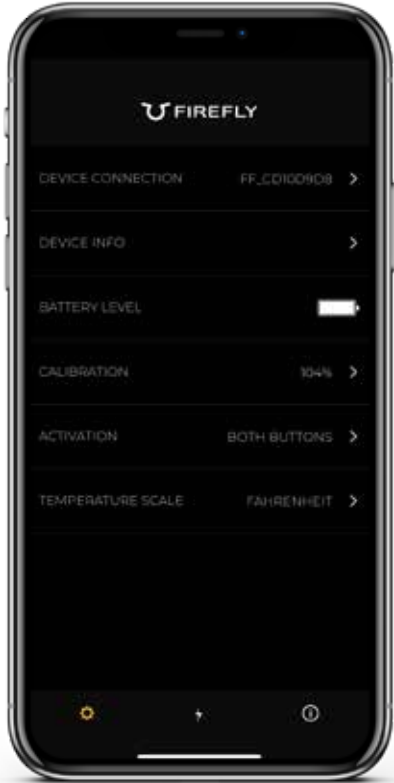 FIREFLY
DEVICE CONNECTION FF_CD10D9D8
DEVICE INFO
BATTERY LEVEL
CALIBRATION 104%
ACTIVATION BOTH BUTTONS
TEMPERATURE SCALE FAHRENHEIT